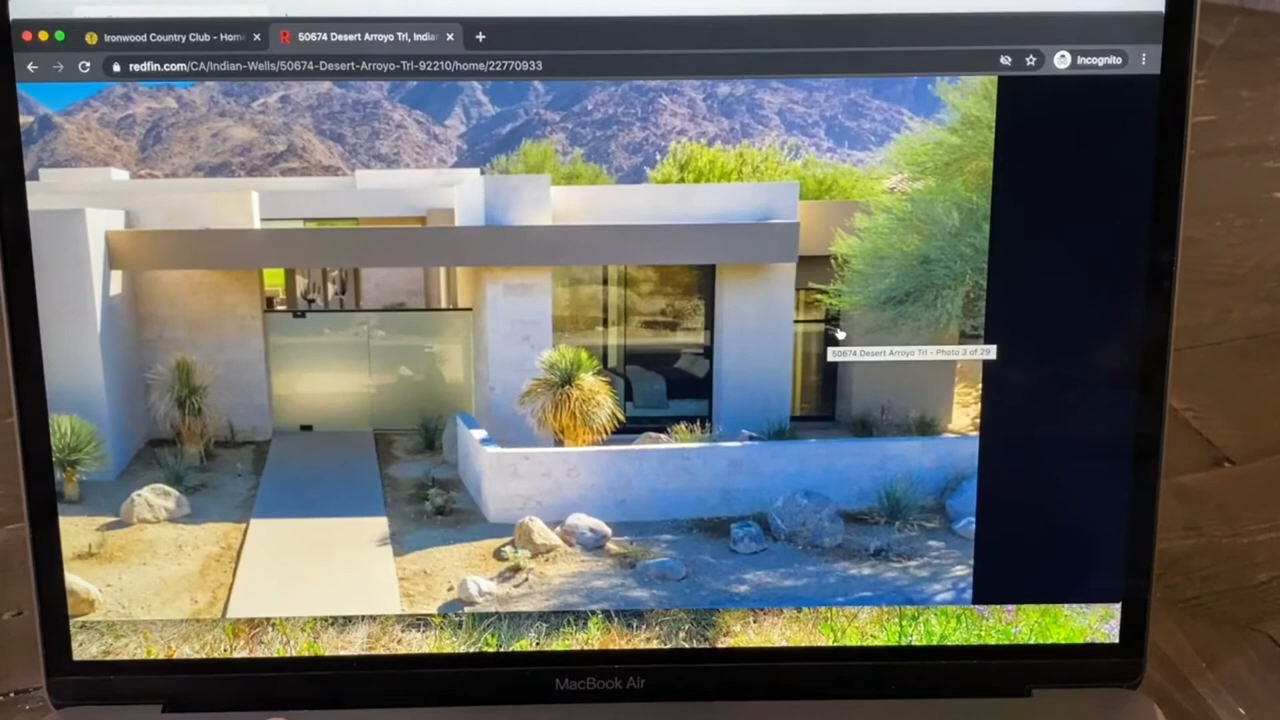 Ironwood Country Club - Hom
50674 Desert Arroyo Trl, India
redfin.com/CA/Indian-Wells/50674-Desert-Arroyo-Trl-92210/home/22770933
Incognito
50674 Desert Arroyo Trl - Photo 3 of 29
MacBook Air